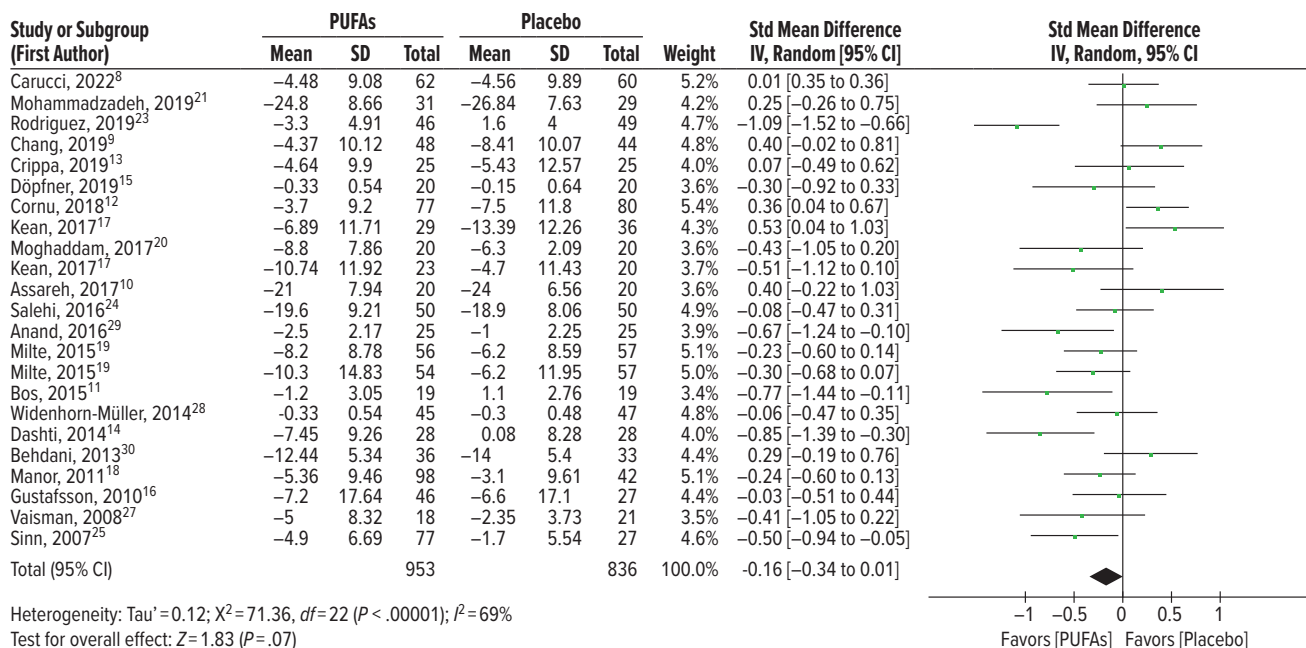 Study or Subgroup (First Author) PUFAs Placebo Weight Std Mean Difference IV, Random [95% CI] Std Mean Difference IV, Random, 95% CI
Mean SD Total Mean SD Total
Carucci, 2022⁸ −4.48 9.08 62 −4.56 9.89 60 5.2% 0.01 [0.35 to 0.36]
Mohammadzadeh, 2019²¹ −24.8 8.66 31 −26.84 7.63 29 4.2% 0.25 [−0.26 to 0.75]
Rodriguez, 2019²³ −3.3 4.91 46 1.6 4 49 4.7% -1.09 [−1.52 to −0.66]
Chang, 2019⁹ −4.37 10.12 48 −8.41 10.07 44 4.8% 0.40 [−0.02 to 0.81]
Crippa, 2019¹³ −4.64 9.9 25 −5.43 12.57 25 4.0% 0.07 [−0.49 to 0.62]
Döpfner, 2019¹⁵ −0.33 0.54 20 −0.15 0.64 20 3.6% −0.30 [−0.92 to 0.33]
Cornu, 2018¹² −3.7 9.2 77 −7.5 11.8 80 5.4% 0.36 [0.04 to 0.67]
Kean, 2017¹⁷ −6.89 11.71 29 −13.39 12.26 36 4.3% 0.53 [0.04 to 1.03]
Moghaddam, 2017²⁰ −8.8 7.86 20 −6.3 2.09 20 3.6% −0.43 [−1.05 to 0.20]
Kean, 2017¹⁷ −10.74 11.92 23 −4.7 11.43 20 3.7% −0.51 [−1.12 to 0.10]
Assareh, 2017¹⁰ −21 7.94 20 −24 6.56 20 3.6% 0.40 [−0.22 to 1.03]
Salehi, 2016²⁴ −19.6 9.21 50 −18.9 8.06 50 4.9% −0.08 [−0.47 to 0.31]
Anand, 2016²⁹ −2.5 2.17 25 −1 2.25 25 3.9% −0.67 [−1.24 to −0.10]
Milte, 2015¹⁹ −8.2 8.78 56 −6.2 8.59 57 5.1% −0.23 [−0.60 to 0.14]
Milte, 2015¹⁹ −10.3 14.83 54 −6.2 11.95 57 5.0% −0.30 [−0.68 to 0.07]
Bos, 2015¹¹ −1.2 3.05 19 1.1 2.76 19 3.5% −0.77 [−1.44 to −0.11]
Widenhorn-Müller, 2014²⁸ -0.33 0.54 45 −0.3 0.48 47 4.8% −0.06 [−0.47 to 0.35]
Dashti, 2014¹⁴ −7.45 9.26 28 0.08 8.28 28 4.0% −0.85 [−1.39 to −0.30]
Behdani, 2013³⁰ −12.44 5.34 36 −14 5.4 33 4.5% 0.29 [−0.19 to 0.76]
Manor, 2011¹⁸ −5.36 9.46 98 −3.1 9.61 42 5.1% −0.24 [−0.60 to 0.13]
Gustafsson, 2010¹⁶ −7.2 17.64 46 −6.6 17.1 27 4.5% −0.03 [−0.51 to 0.44]
Vaisman, 2008²⁷ −5 8.32 18 −2.35 3.73 21 3.5% −0.41 [−1.05 to 0.22]
Sinn, 2007²⁵ −4.9 6.69 77 −1.7 5.54 27 4.6% −0.50 [−0.94 to −0.05]
Total (95% CI) 953 836 100.0% -0.16 [−0.34 to 0.01]
Heterogeneity: Tau' = 0.12; X² = 71.36, df = 22 (P < .00001); I² = 69%
Test for overall effect: Z = 1.83 (P = .07)
−1 −0.5 0 0.5 1
Favors [PUFAs] Favors [Placebo]